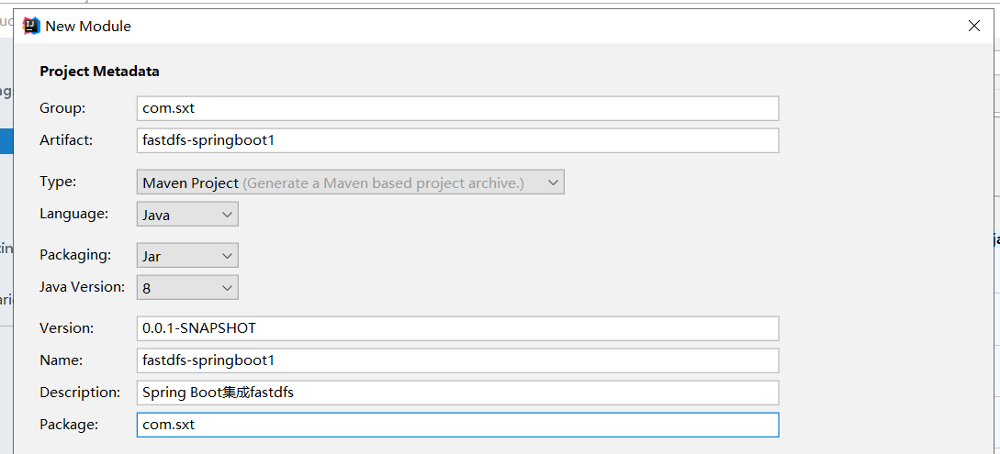 New Module
Project Metadata
Group: com.sxt
Artifact: fastdfs-springboot1
Type: Maven Project (Generate a Maven based project archive.)
Language: Java
Packaging: Jar
Java Version: 8
Version: 0.0.1-SNAPSHOT
Name: fastdfs-springboot1
Description: Spring Boot集成fastdfs
Package: com.sxt